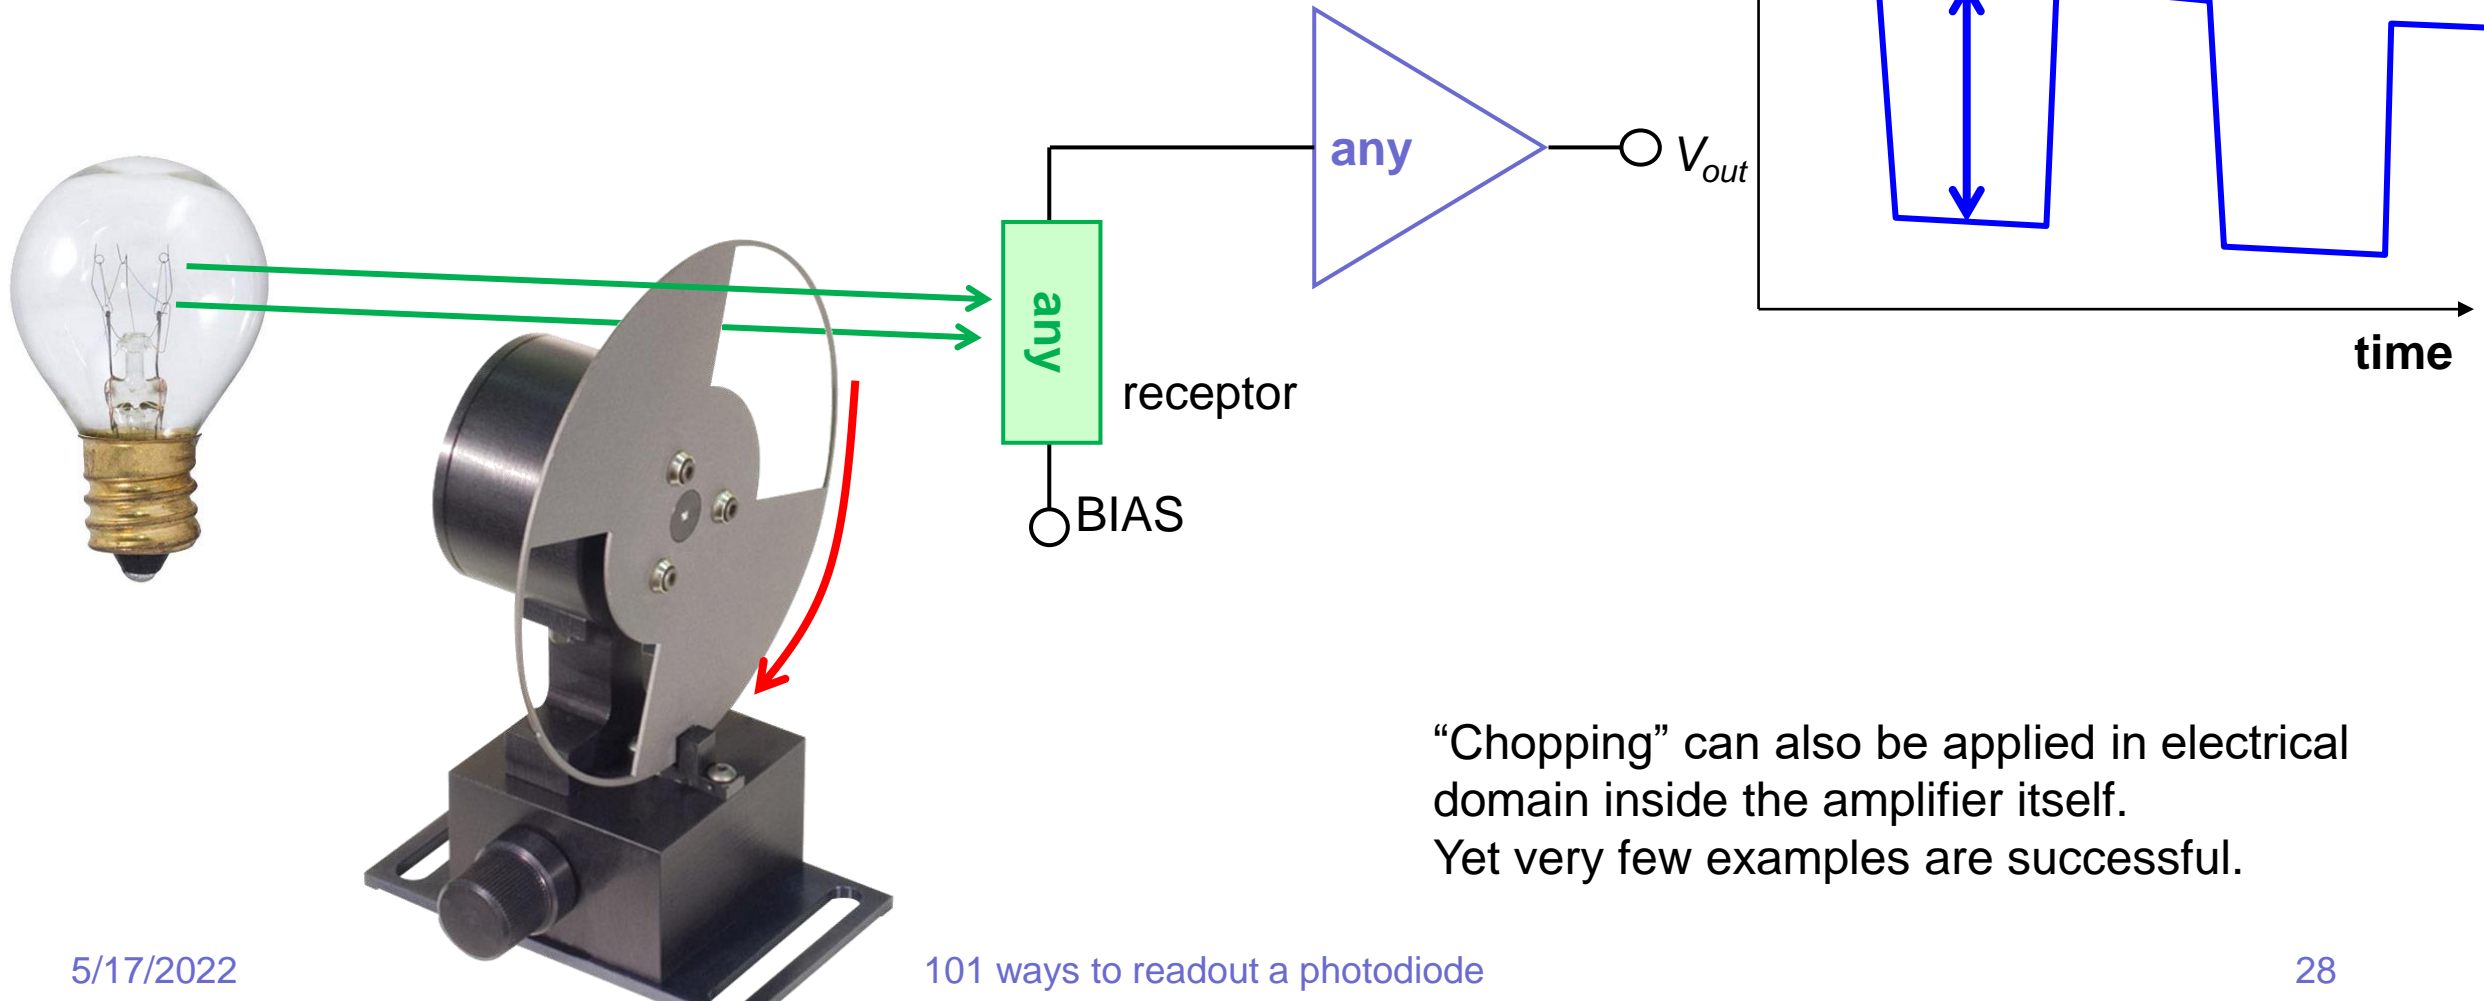 any
V_out
time
any
receptor
BIAS
“Chopping” can also be applied in electrical
domain inside the amplifier itself.
Yet very few examples are successful.
5/17/2022
101 ways to readout a photodiode
28